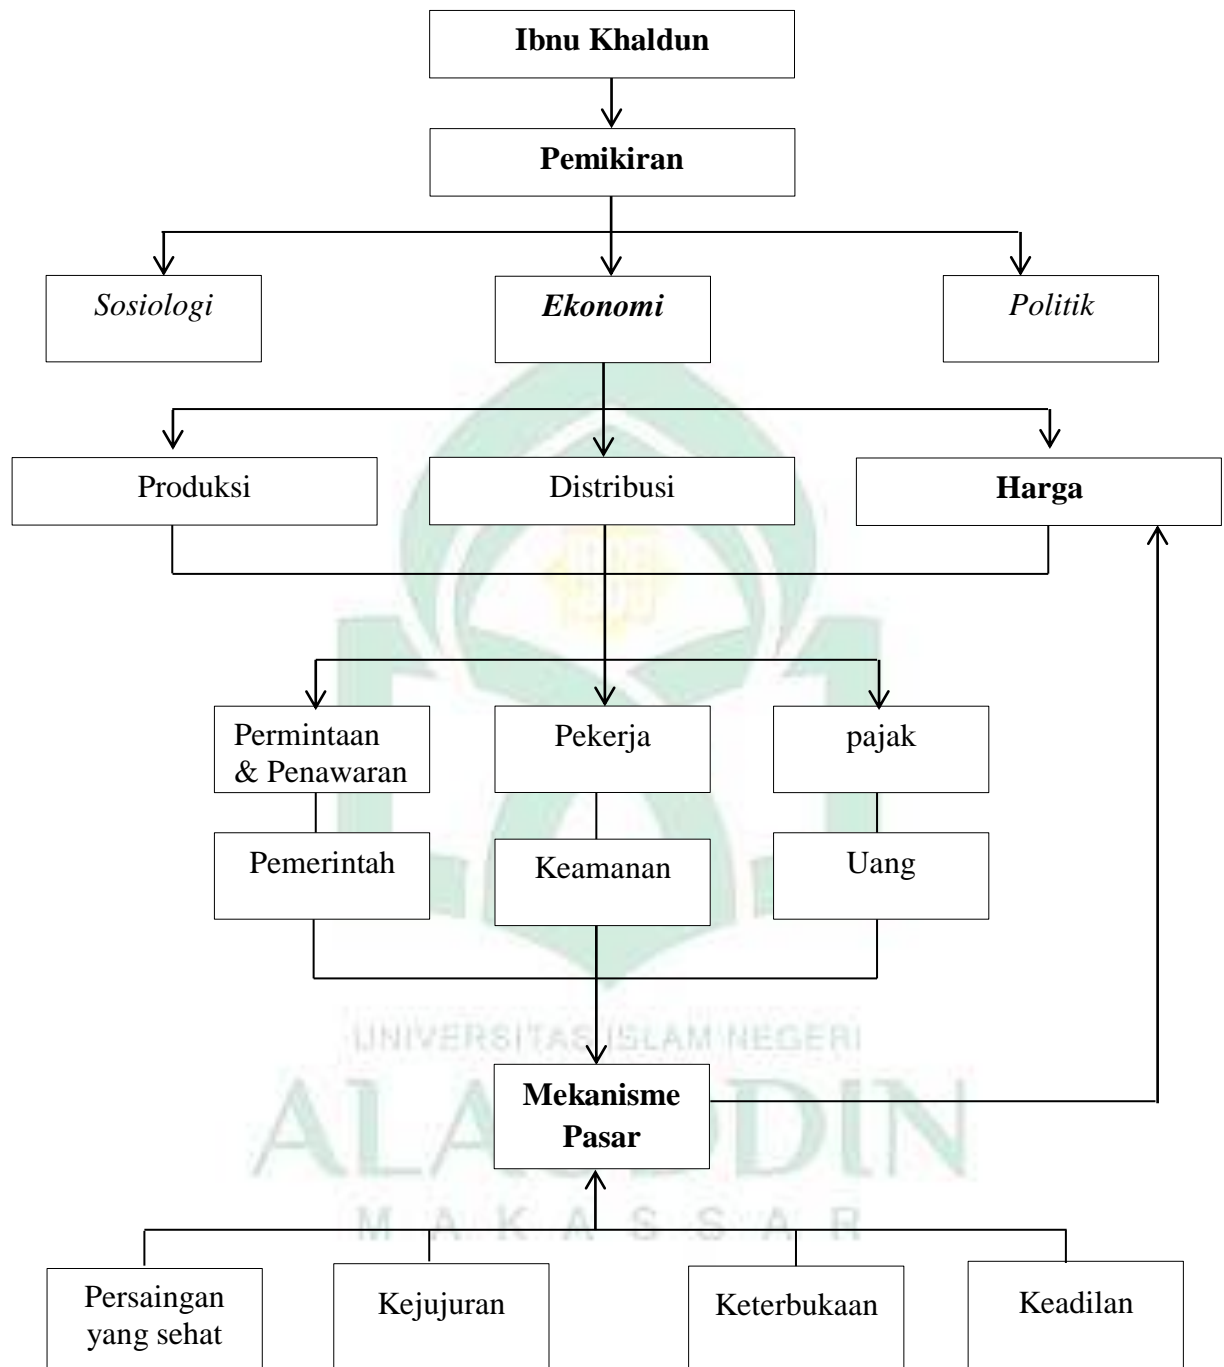 Ibnu Khaldun
Pemikiran
Sosiologi
Ekonomi
Politik
Produksi
Distribusi
Harga
Permintaan
& Penawaran
Pekerja
pajak
Pemerintah
Keamanan
Uang
UNIVERSITAS ISLAM NEGERI
Mekanisme
Pasar
ALAUDDIN
MAKASSAR
Persaingan
yang sehat
Kejujuran
Keterbukaan
Keadilan